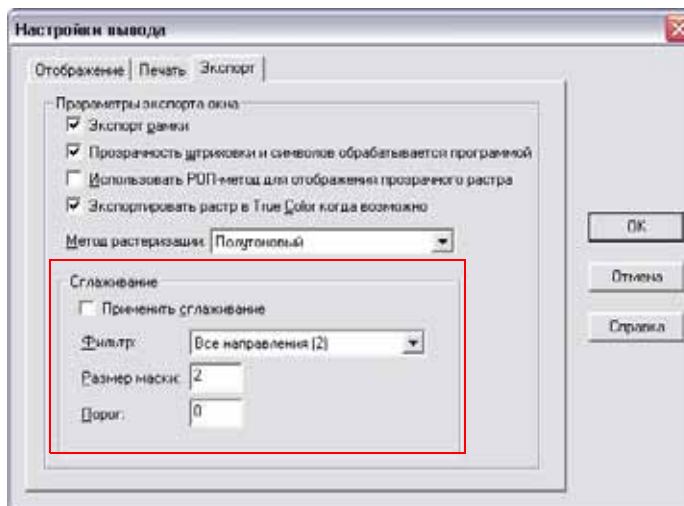 Настройки вывода
Отображение Печать Экспорт
Прараметры экспорта окна
Экспорт рамки
Прозрачность штриковки и символов обрабатывается программой
Использовать РОП-метод для отображения прозрачного растра
Экспортировать растр в True Color когда возможно
Метод растеризации: Полутоновый
OK
Отмена
Справка
Сглаживание
Применить сглаживание
Фильтр: Все направления (2)
Размер маски: 2
Порог: 0